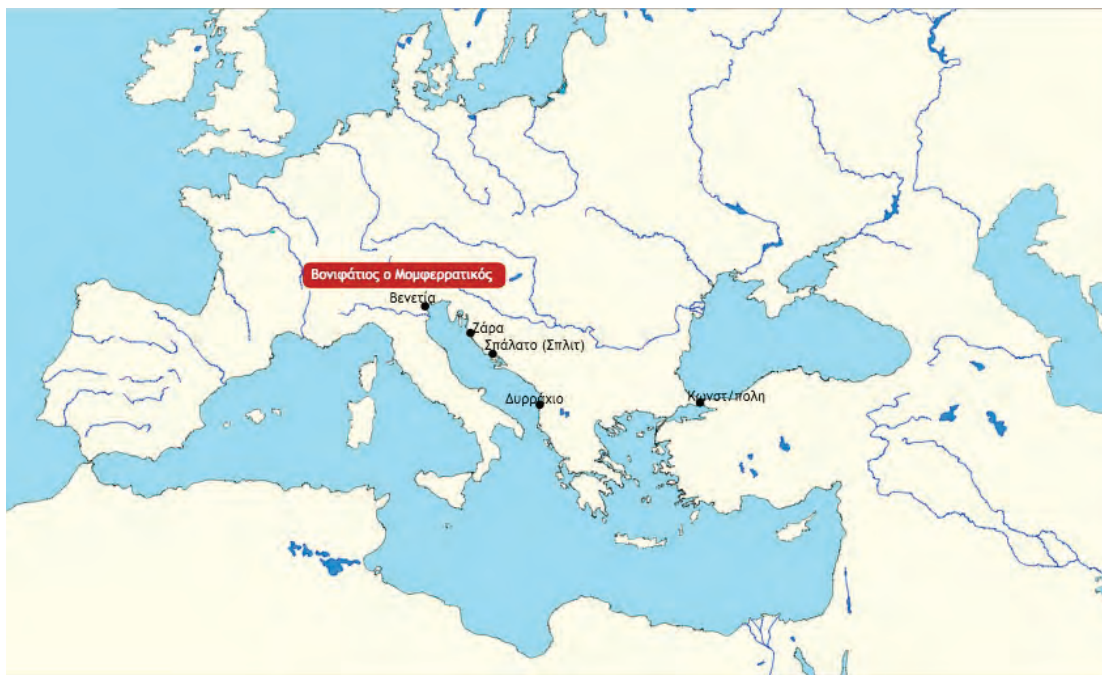 Βονιφάτιος ο Μομφερρατικός
Βενετία
Ζάρα
Σπάλατο (Σπλιτ)
Δυρράχιο
Κωνστ/πολη